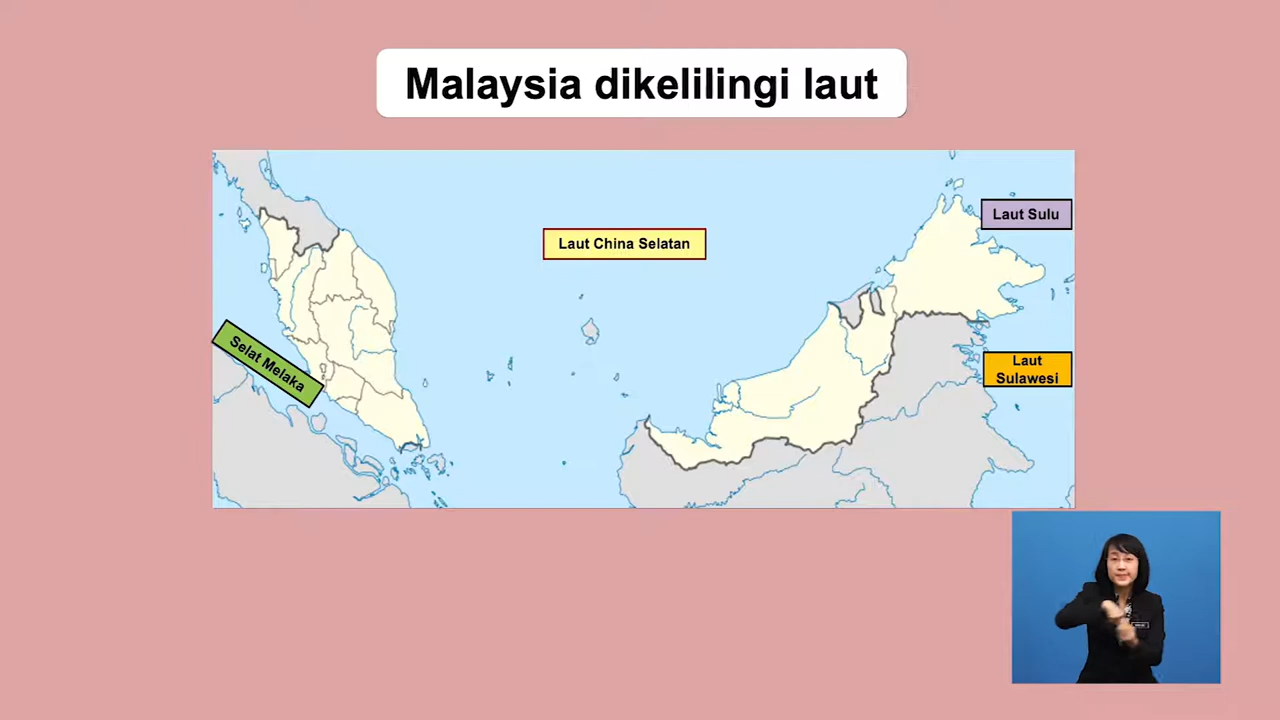 Malaysia dikelilingi laut
Laut Sulu
Laut China Selatan
Selat Melaka
Laut
Sulawesi